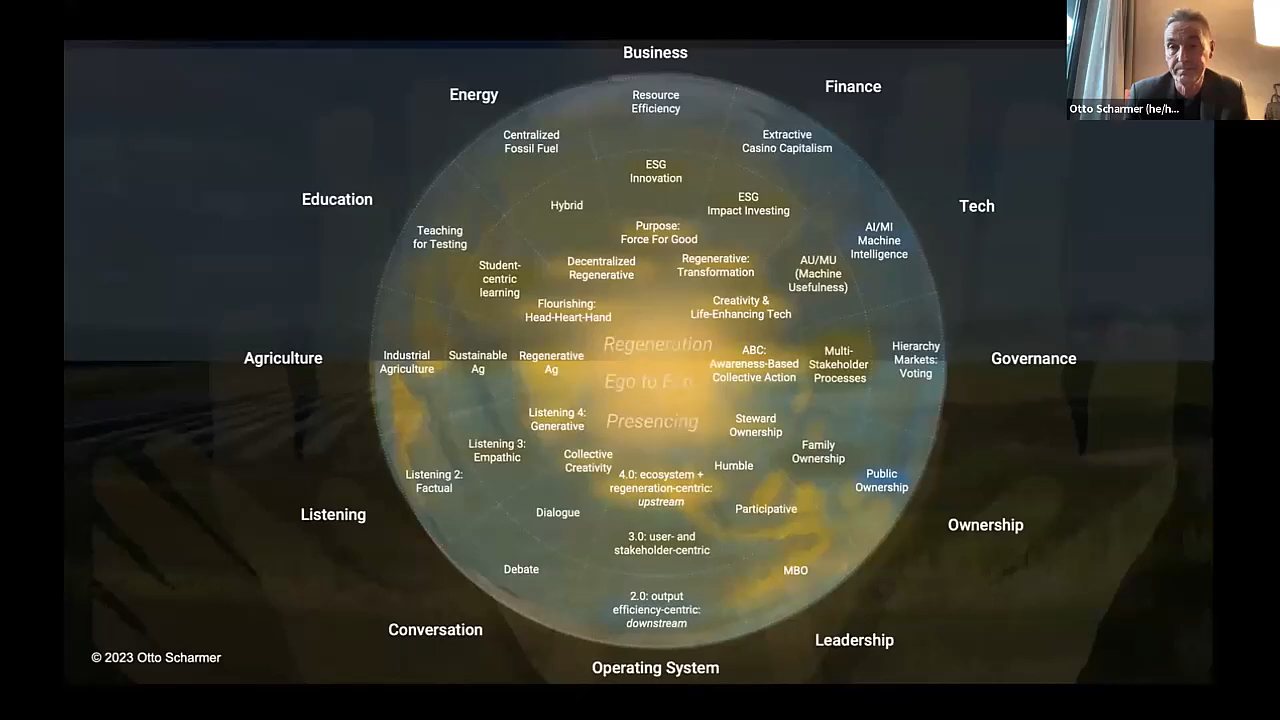 Business
Energy
Finance
Resource
Efficiency
Otto Scharmer (he/h...
Centralized
Fossil Fuel
Extractive
Casino Capitalism
ESG
Innovation
Education
Hybrid
ESG
Impact Investing
Tech
Teaching
for Testing
Purpose:
Force For Good
AI/MI
Machine
Intelligence
Student-
centric
learning
Decentralized
Regenerative
Regenerative:
Transformation
AU/MU
(Machine
Usefulness)
Flourishing:
Head-Heart-Hand
Creativity &
Life-Enhancing Tech
Regeneration
Agriculture
Industrial
Agriculture
Sustainable
Ag
Regenerative
Ag
ABC:
Awareness-Based
Collective Action
Multi-
Stakeholder
Processes
Hierarchy
Markets:
Voting
Governance
Ego to Eco
Presencing
Listening 4:
Generative
Steward
Ownership
Listening 3:
Empathic
Collective
Creativity
Family
Ownership
Listening 2:
Factual
4.0: ecosystem +
regeneration-centric:
upstream
Humble
Public
Ownership
Listening
Dialogue
Participative
Ownership
3.0: user- and
stakeholder-centric
Debate
MBO
2.0: output
efficiency-centric:
downstream
Conversation
Leadership
Operating System
© 2023 Otto Scharmer